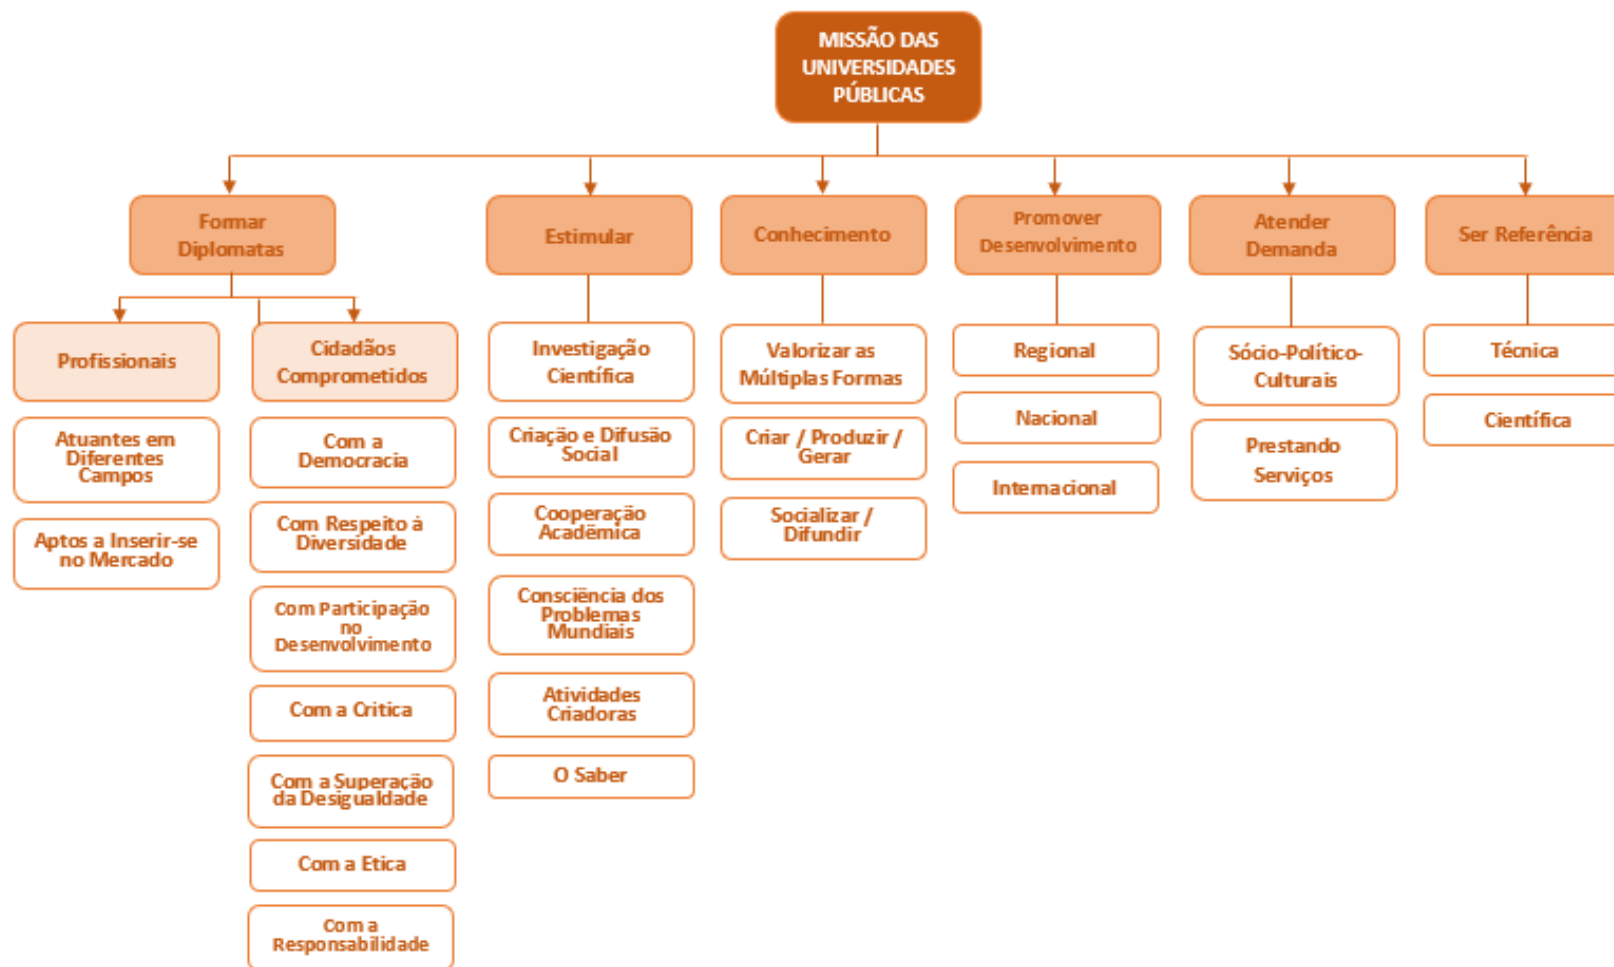 MISSÃO DAS
UNIVERSIDADES
PÚBLICAS
Formar
Diplomatas
Estimular
Conhecimento
Promover
Desenvolvimento
Atender
Demanda
Ser Referência
Profissionais
Atuantes em
Diferentes
Campos
Aptos a Inserir-se
no Mercado
Cidadãos
Comprometidos
Com a
Democracia
Com Respeito á
Diversidade
Com Participação
no
Desenvolvimento
Com a Critica
Com a Superação
da Desigualdade
Com a Etica
Com a
Responsabilidade
Investigação
Científica
Criação e Difusão
Social
Cooperação
Acadêmica
Consciência dos
Problemas
Mundiais
Atividades
Criadoras
O Saber
Valorizar as
Múltiplas Formas
Criar / Produzir /
Gerar
Socializar /
Difundir
Regional
Nacional
Internacional
Sócio-Político-
Culturais
Prestando
Serviços
Técnica
Científica